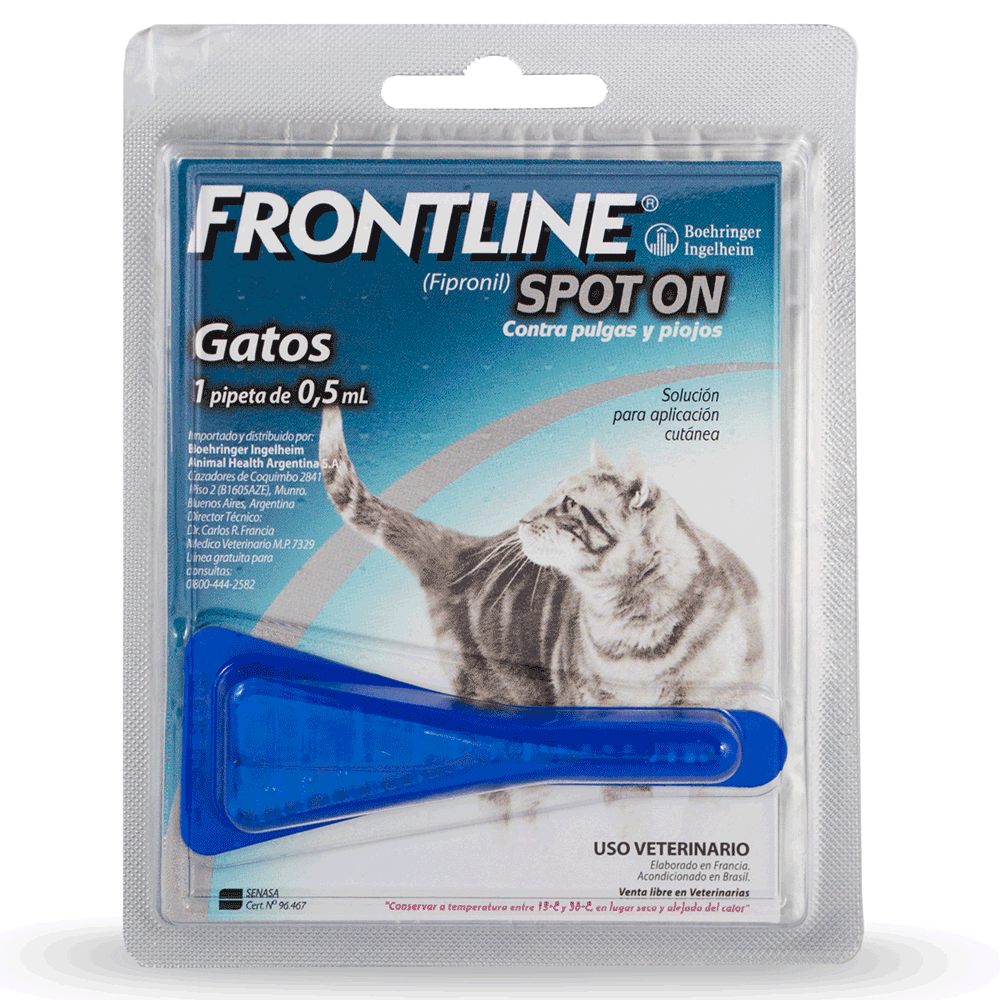 FRONTLINE®
Boehringer
Ingelheim
(Fipronil) SPOT ON
Contra pulgas y piojos
Gatos
1 pipeta de 0,5 mL
Solución
para aplicación
cutánea
Importado y distribuido por:
Boehringer Ingelheim
Animal Health Argentina S.A
Cazadores de Coquimbo 2841
Piso 2 (B1605AZE), Munro.
Buenos Aires, Argentina
Director Técnico:
Dr. Carlos R. Francia
Medico Veterinario M.P. 7329
Línea gratuita para
consultas:
0800-444-2582
USO VETERINARIO
Elaborado en Francia.
Acondicionado en Brasil.
Venta libre en Veterinarias
SENASA
Cert. Nº 96.467
"Conservar a temperatura entre en lugar seco y alejado del calor"